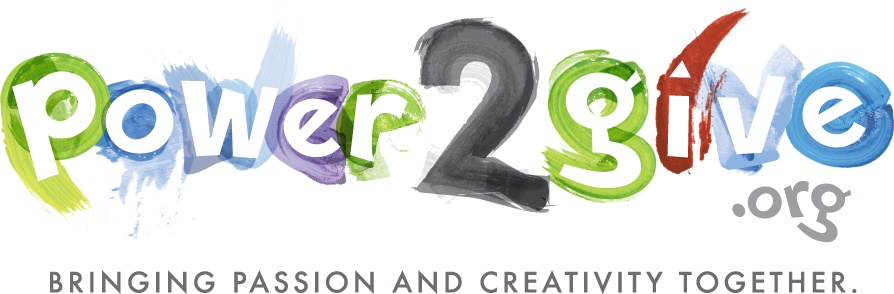 power2give
.org
BRINGING PASSION AND CREATIVITY TOGETHER.